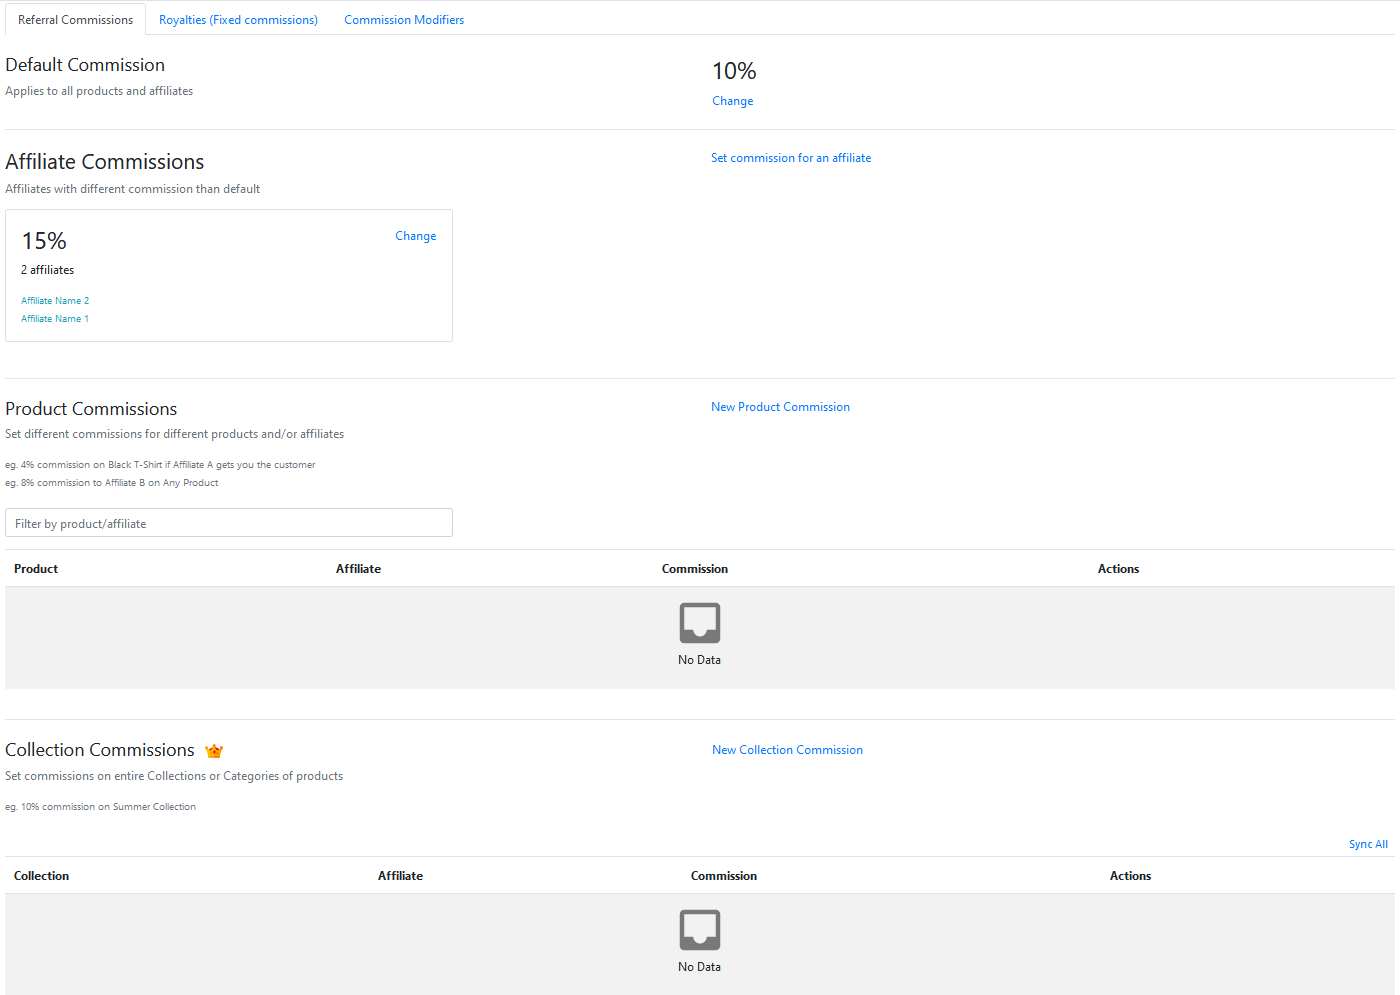 Referral Commissions
Royalties (Fixed commissions)
Commission Modifiers
Default Commission
Applies to all products and affiliates
10%
Change
Affiliate Commissions
Affiliates with different commission than default
Set commission for an affiliate
15%
Change
2 affiliates
Affiliate Name 2
Affiliate Name 1
Product Commissions
New Product Commission
Set different commissions for different products and/or affiliates
eg. 4% commission on Black T-Shirt if Affiliate A gets you the customer
eg. 8% commission to Affiliate B on Any Product
Filter by product/affiliate
Product Affiliate Commission Actions
No Data
Collection Commissions
New Collection Commission
Set commissions on entire Collections or Categories of products
eg. 10% commission on Summer Collection
Sync All
Collection Affiliate Commission Actions
No Data